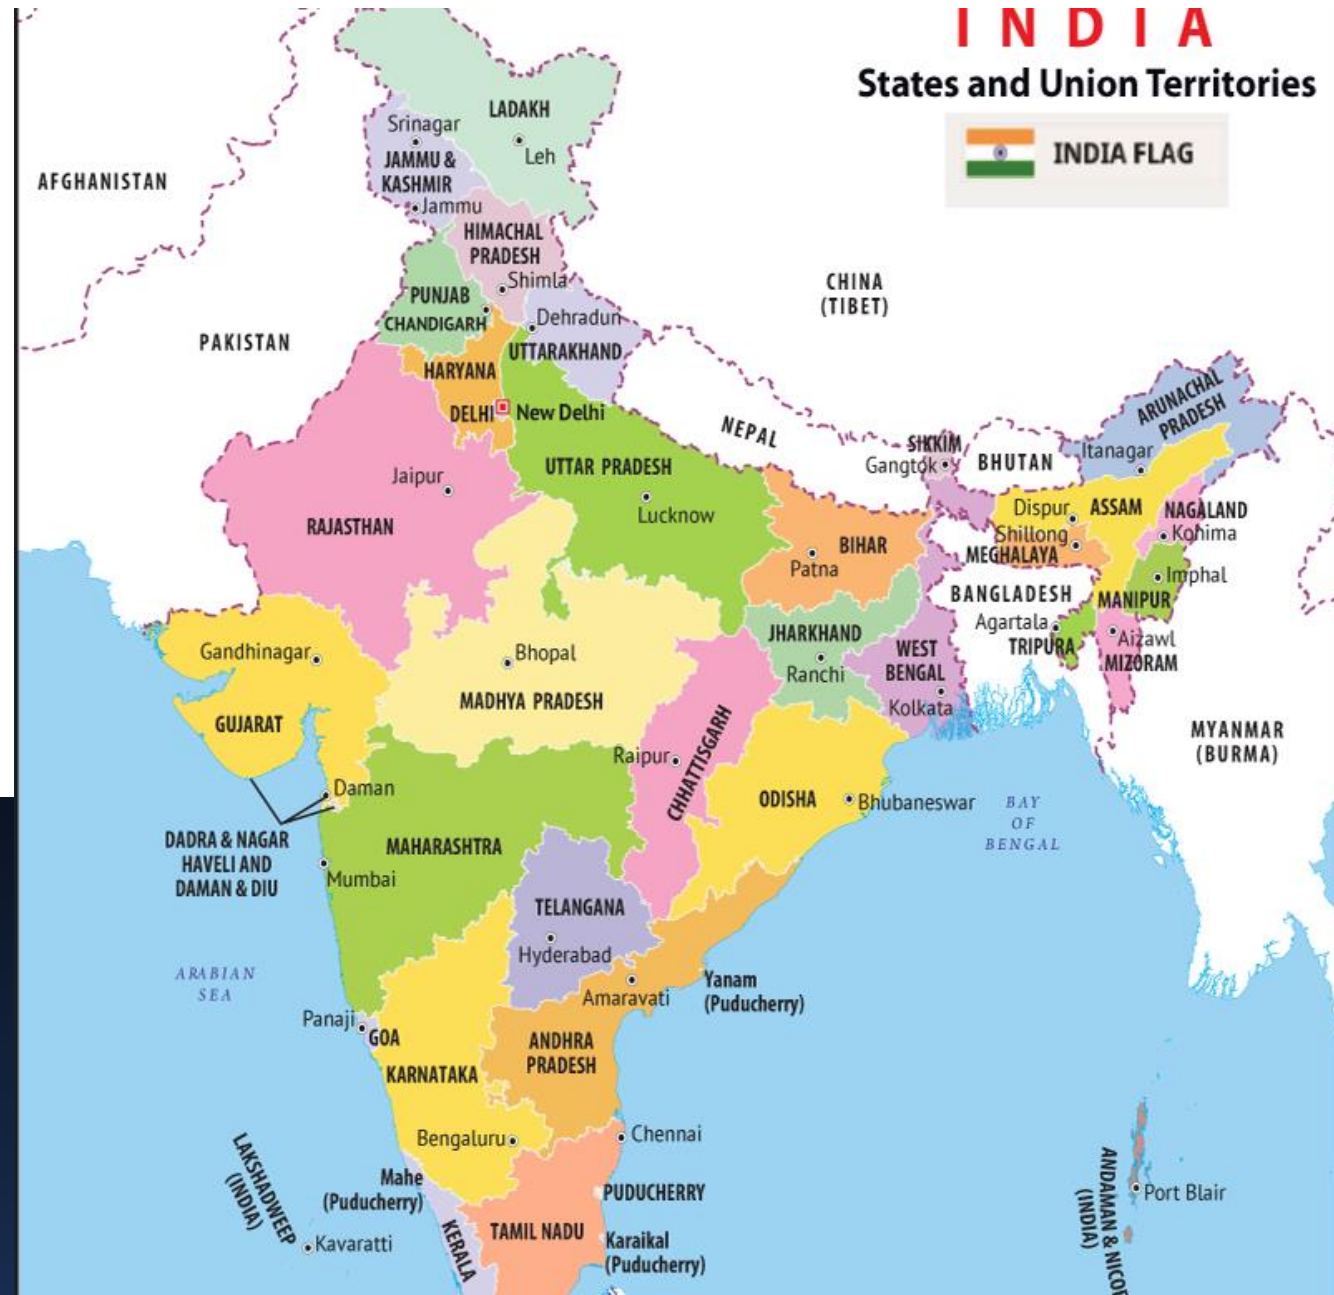 INDIA
States and Union Territories
INDIA FLAG
LADAKH
Srinagar
Leh
JAMMU &
KASHMIR
AFGHANISTAN
Jammu
HIMACHAL
PRADESH
Shimla
CHINA
(TIBET)
PUNJAB
CHANDIGARH
Dehradun
PAKISTAN
UTTARAKHAND
HARYANA
DELHI
New Delhi
NEPAL
ARUNACHAL
PRADESH
SIKKIM
Gangtok
BHUTAN
Itanagar
UTTAR PRADESH
Jaipur
Lucknow
RAJASTHAN
Dispur
ASSAM
NAGALAND
Shillong
Kohima
BIHAR
MEGHALAYA
Patna
Imphal
BANGLADESH
MANIPUR
Agartala
TRIPURA
Aizawl
MIZORAM
JHARKHAND
Ranchi
WEST
BENGAL
Kolkata
Gandhinagar
Bhopal
MADHYA PRADESH
GUJARAT
MYANMAR
(BURMA)
Raipur
CHHATTISGARH
Daman
ODISHA
Bhubaneswar
BAY
OF
BENGAL
DADRA & NAGAR
HAVELI AND
DAMAN & DIU
MAHARASHTRA
Mumbai
TELANGANA
Hyderabad
ARABIAN
SEA
Amaravati
Yanam
(Puducherry)
Panaji
GOA
ANDHRA
PRADESH
KARNATAKA
Bengaluru
Chennai
LAKSHADWEEP
(INDIA)
Mahe
(Puducherry)
PUDUCHERRY
Kavaratti
KERALA
TAMIL NADU
Karaikal
(Puducherry)
Port Blair
ANDAMAN & NICOB
(INDIA)